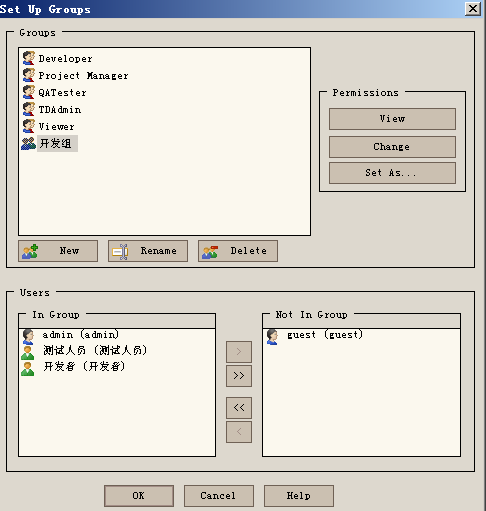 Set Up Groups
Groups
Developer
Project Manager
QATester
TDAdmin
Viewer
开发组
Permissions
View
Change
Set As...
New
Rename
Delete
Users
In Group
admin (admin)
测试人员 (测试人员)
开发者 (开发者)
>
>>
<<
<
Not In Group
guest (guest)
OK
Cancel
Help